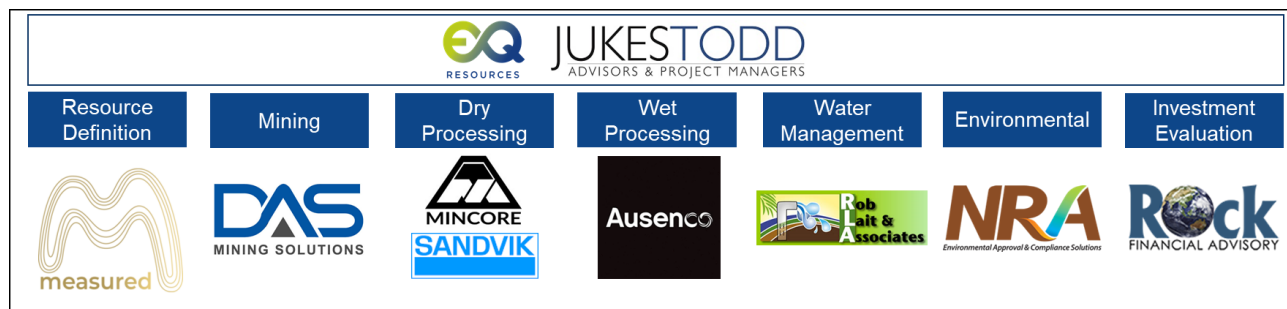 EQ
RESOURCES
JUKESTODD
ADVISORS & PROJECT MANAGERS
Resource
Definition
Mining
Dry
Processing
Wet
Processing
Water
Management
Environmental
Investment
Evaluation
measured
DAS
MINING SOLUTIONS
MINCORE
SANDVIK
Ausenco
Rob
Lait &
Associates
NRA
Environmental Approval & Compliance Solutions
Rock
FINANCIAL ADVISORY